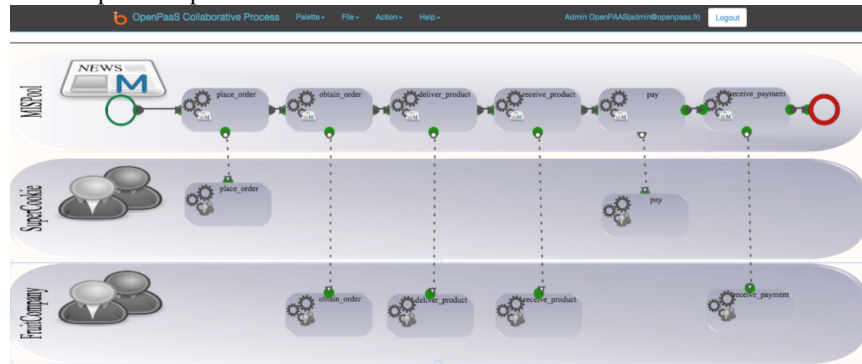 OpenPaaS Collaborative Process Palette File Action Help Admin OpenPAAS(admin@openpaas.fr) Logout
NEWS
M
MISPool
place_order obtain_order deliver_product receive_product pay receive_payment
SuperCookie
place_order pay
FruitCompany
obtain_order deliver_product receive_product receive_payment